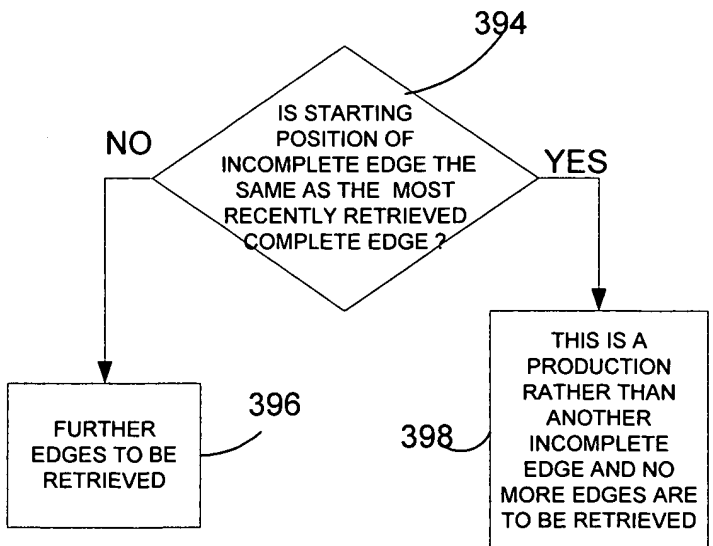 394
IS STARTING
POSITION OF
INCOMPLETE EDGE THE
SAME AS THE MOST
RECENTLY RETRIEVED
COMPLETE EDGE ?
NO
YES
FURTHER
EDGES TO BE
RETRIEVED
396
398
THIS IS A
PRODUCTION
RATHER THAN
ANOTHER
INCOMPLETE
EDGE AND NO
MORE EDGES ARE
TO BE RETRIEVED